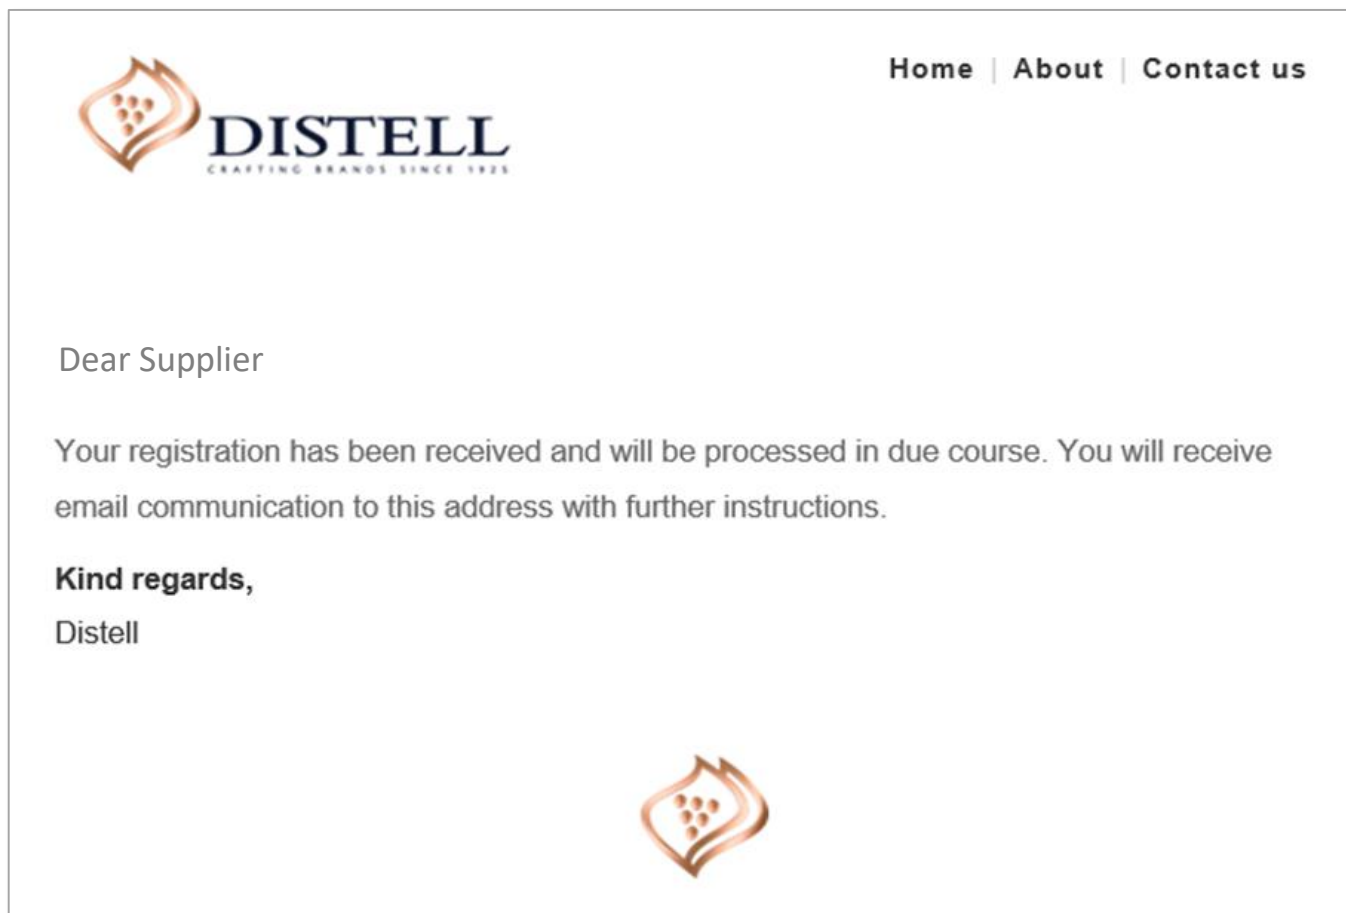 Home | About | Contact us
DISTELL
CRAFTING BRANDS SINCE 1925
Dear Supplier
Your registration has been received and will be processed in due course. You will receive
email communication to this address with further instructions.
Kind regards,
Distell